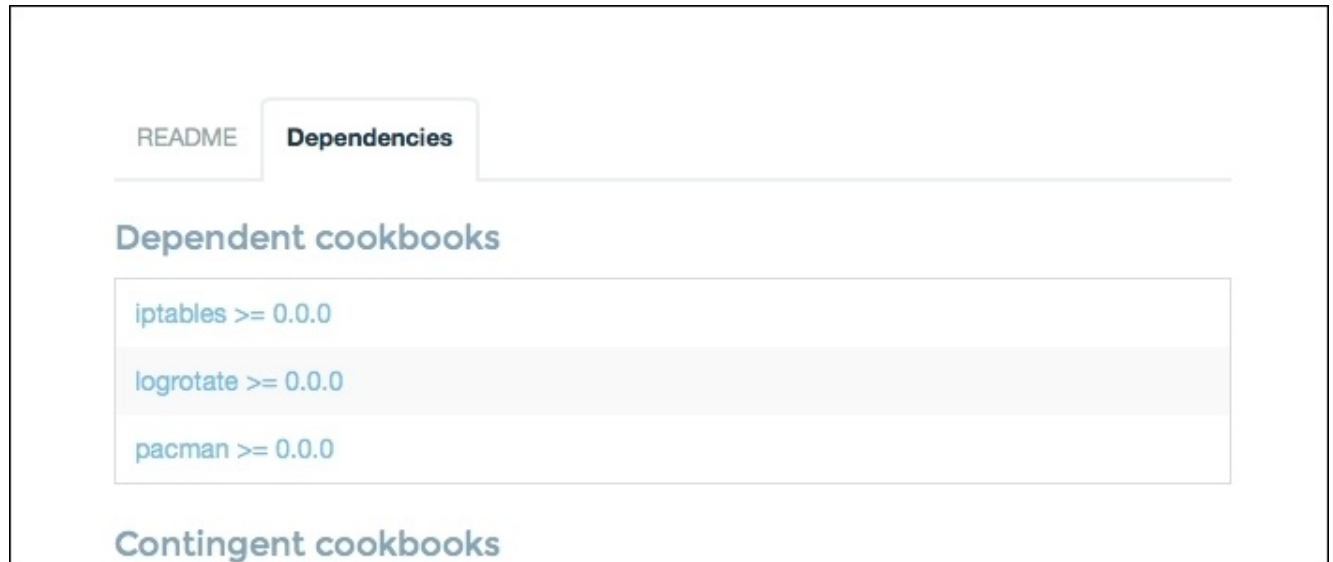 README Dependencies
Dependent cookbooks
iptables >= 0.0.0
logrotate >= 0.0.0
pacman >= 0.0.0
Contingent cookbooks